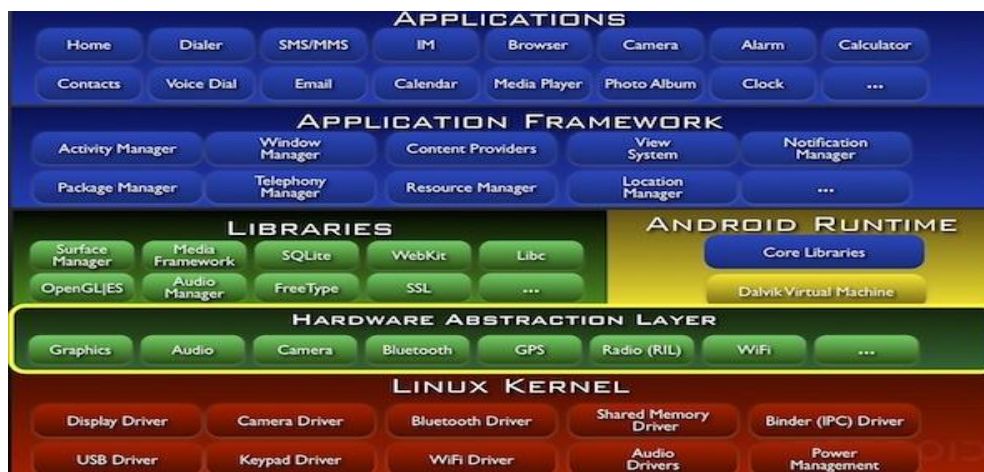 APPLICATIONS
Home Dialer SMS/MMS IM Browser Camera Alarm Calculator
Contacts Voice Dial Email Calendar Media Player Photo Album Clock ...
APPLICATION FRAMEWORK
Activity Manager Window Manager Content Providers View System Notification Manager
Package Manager Telephony Manager Resource Manager Location Manager ...
LIBRARIES
Surface Manager Media Framework SQLite WebKit Libc
OpenGL|ES Audio Manager FreeType SSL ...
ANDROID RUNTIME
Core Libraries
Dalvik Virtual Machine
HARDWARE ABSTRACTION LAYER
Graphics Audio Camera Bluetooth GPS Radio (RIL) WiFi ...
LINUX KERNEL
Display Driver Camera Driver Bluetooth Driver Shared Memory Driver Binder (IPC) Driver
USB Driver Keypad Driver WiFi Driver Audio Drivers Power Management